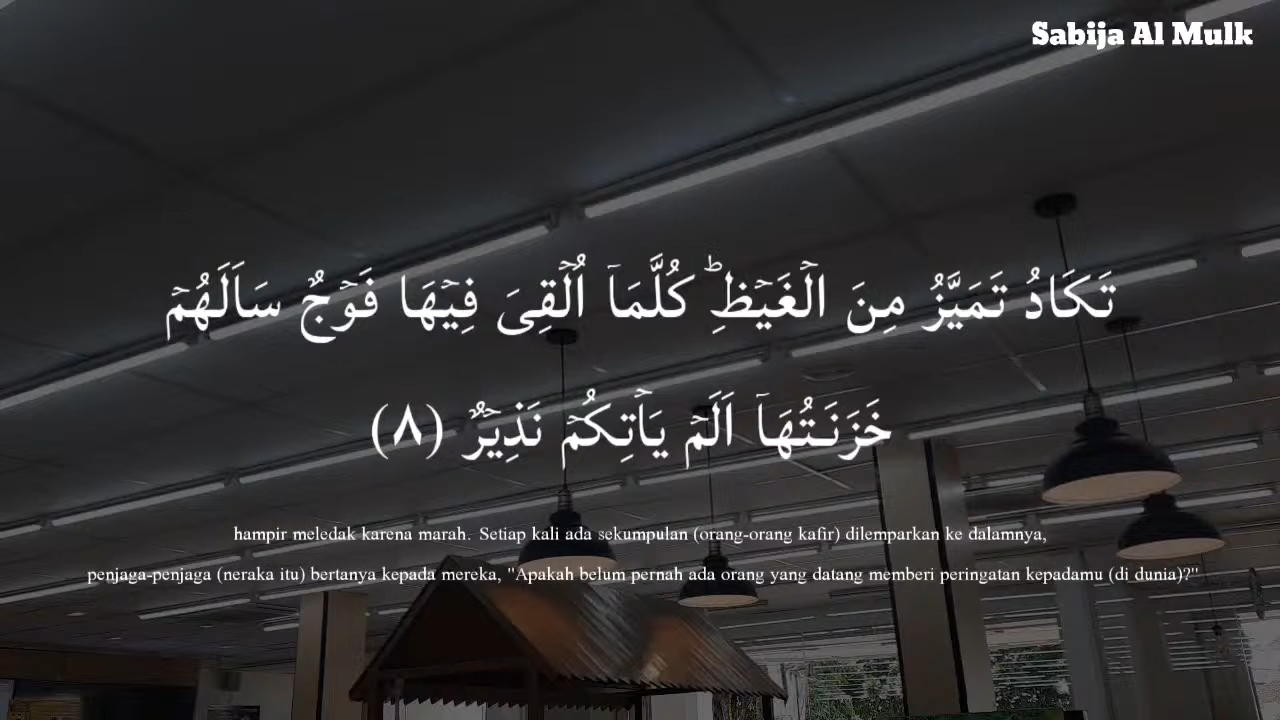 Sabija Al Mulk
تَكَادُ تَمَيَّزُ مِنَ الْغَيْظِۗ كُلَّمَآ اُلْقِيَ فِيْهَا فَوْجٌ سَاَلَهُمْ
خَزَنَتُهَآ اَلَمْ يَأْتِكُمْ نَذِيْرٌ (٨)
hampir meledak karena marah. Setiap kali ada sekumpulan (orang-orang kafir) dilemparkan ke dalamnya,
penjaga-penjaga (neraka itu) bertanya kepada mereka, "Apakah belum pernah ada orang yang datang memberi peringatan kepadamu (di dunia)?"